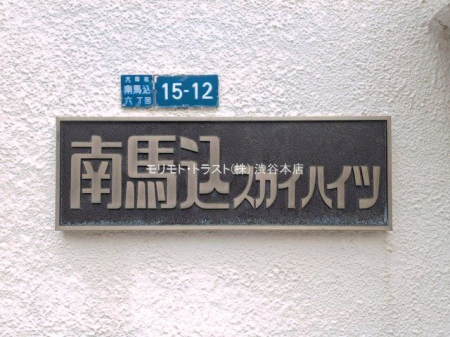 大田区
南馬込
六丁目
15-12
南馬込スカイハイツ
モリモト・トラスト(株) 渋谷本店